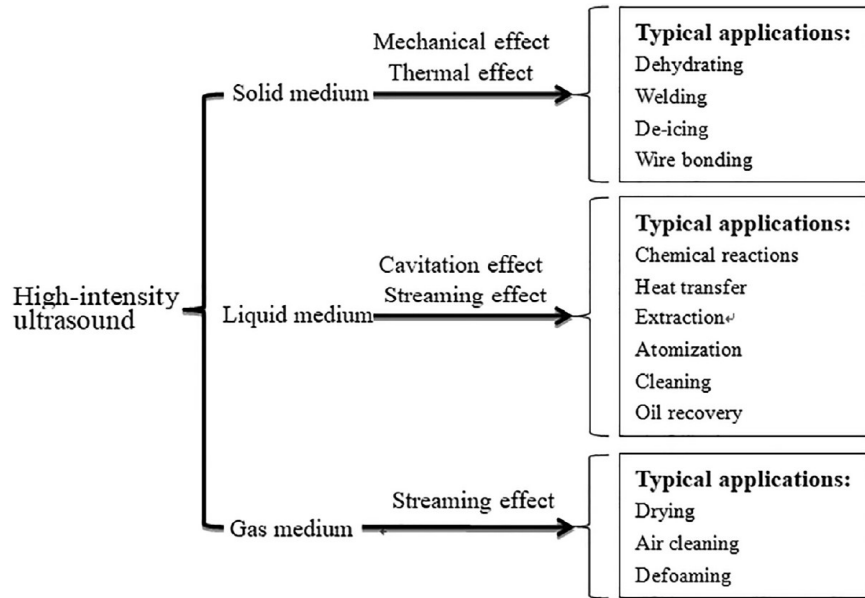 High-intensity
ultrasound
Solid medium
Mechanical effect
Thermal effect
Typical applications:
Dehydrating
Welding
De-icing
Wire bonding
Liquid medium
Cavitation effect
Streaming effect
Typical applications:
Chemical reactions
Heat transfer
Extraction↵
Atomization
Cleaning
Oil recovery
Gas medium
Streaming effect
Typical applications:
Drying
Air cleaning
Defoaming